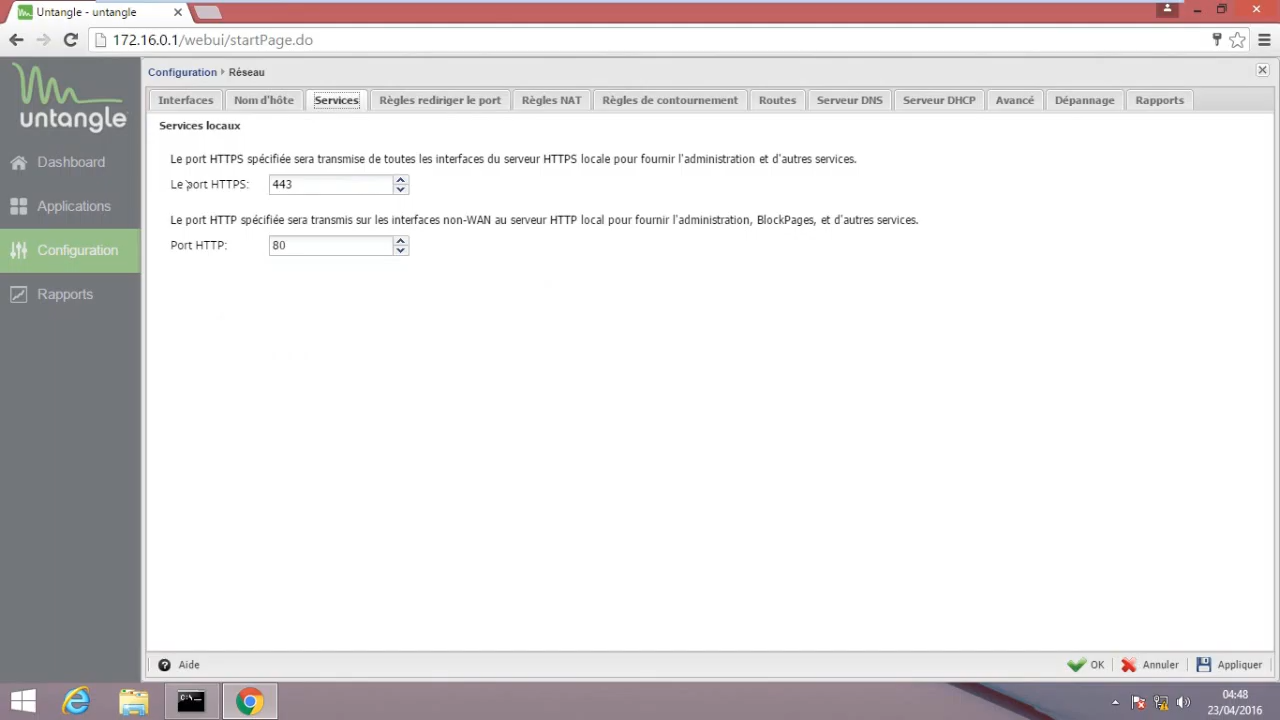 Untangle - untangle
172.16.0.1/webui/startPage.do
untangle
Configuration Réseau
Interfaces Nom d'hôte Services Règles rediriger le port Règles NAT Règles de contournement Routes Serveur DNS Serveur DHCP Avancé Dépannage Rapports
Services locaux
Dashboard
Applications
Configuration
Rapports
Le port HTTPS spécifiée sera transmise de toutes les interfaces du serveur HTTPS locale pour fournir l'administration et d'autres services.
Le port HTTPS: 443
Le port HTTP spécifiée sera transmis sur les interfaces non-WAN au serveur HTTP local pour fournir l'administration, BlockPages, et d'autres services.
Port HTTP: 80
Aide
OK Annuler Appliquer
04:48
23/04/2016